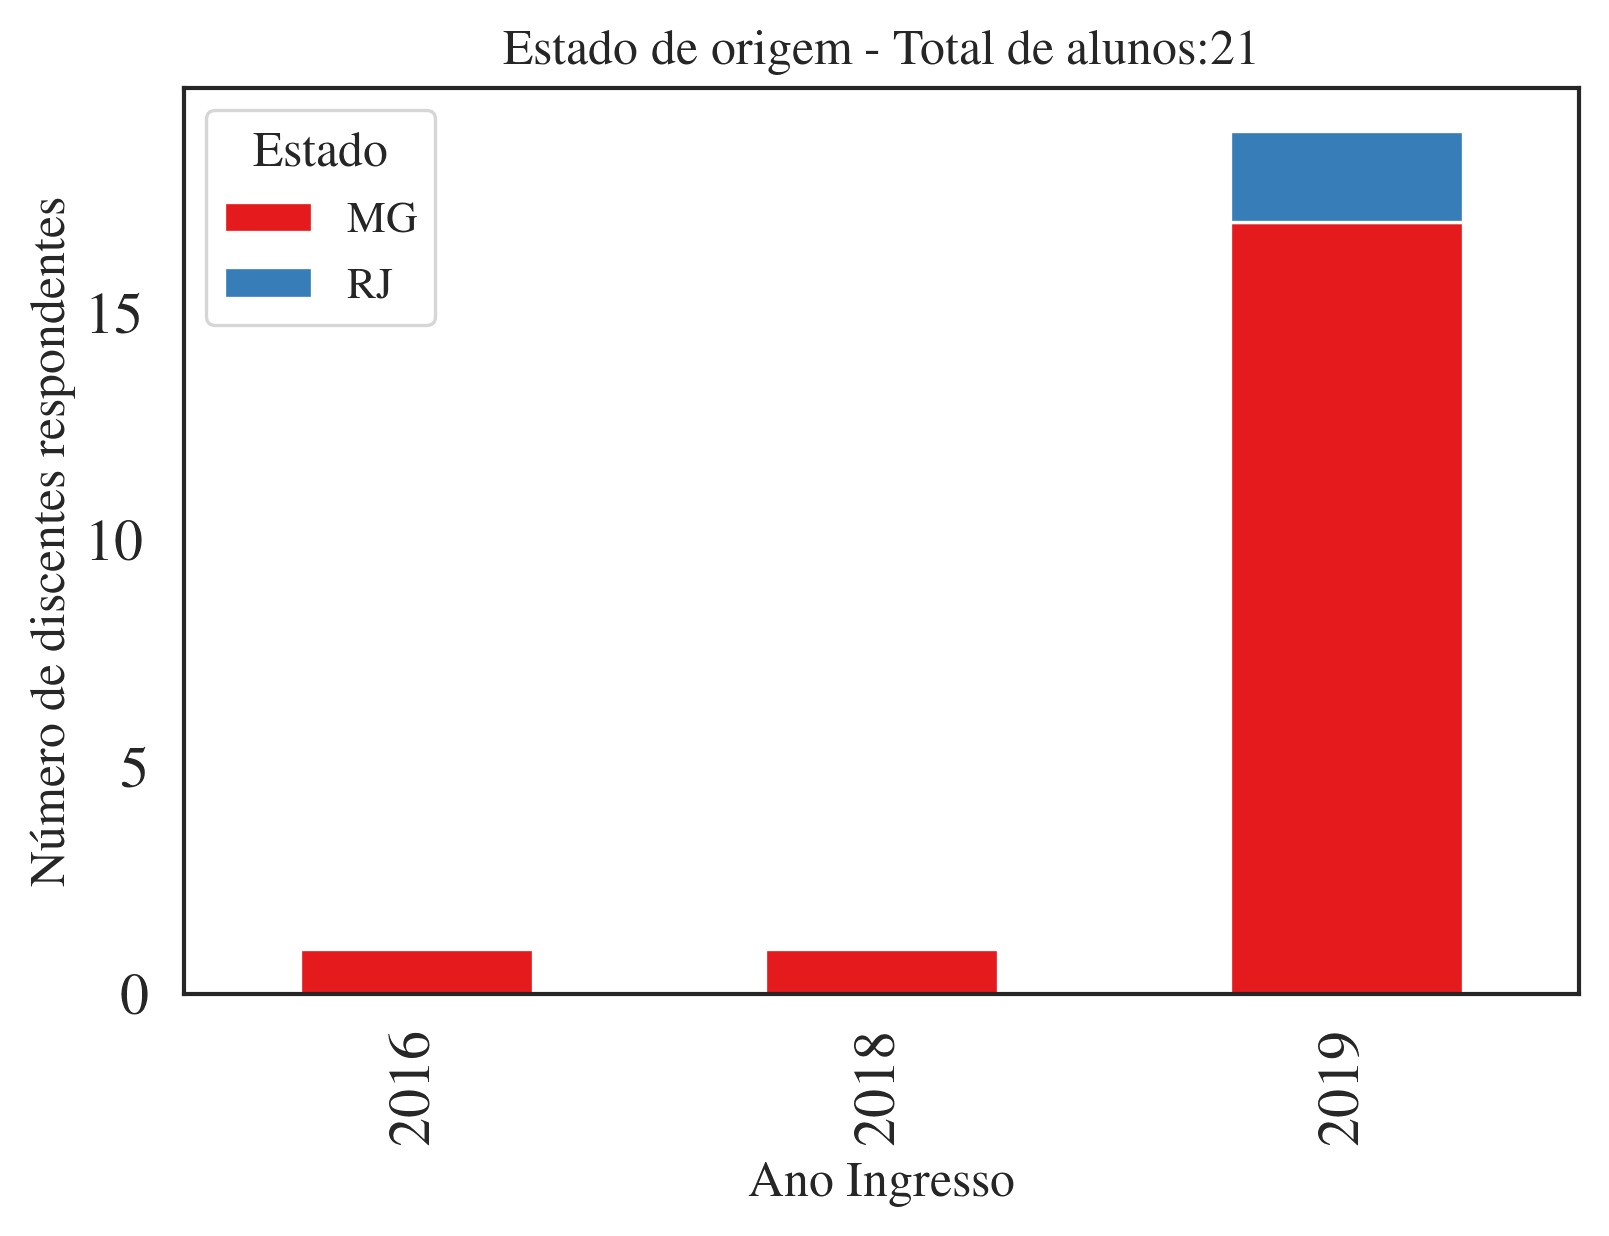 Estado de origem - Total de alunos:21
Estado
MG
RJ
Número de discentes respondentes
15
10
5
0
2016
2018
2019
Ano Ingresso